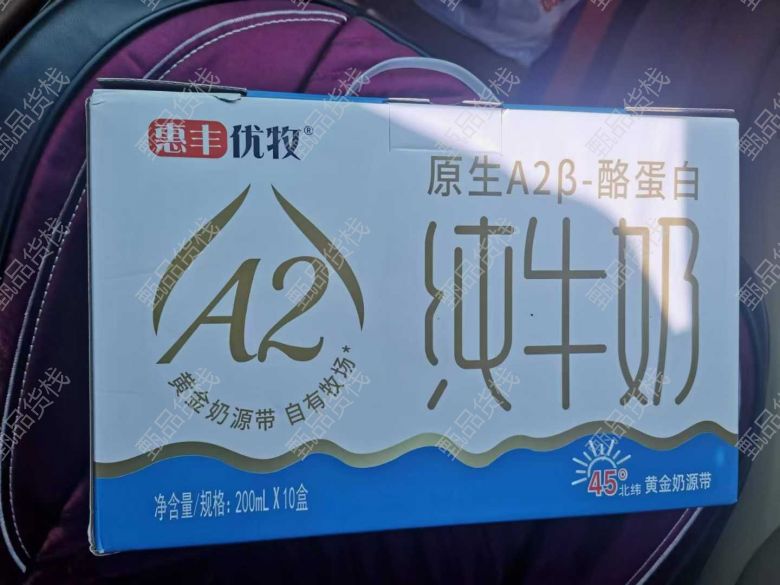 惠丰优牧®
原生A2β-酪蛋白
纯牛奶
A2
黄金奶源带 自有牧场*
净含量/规格: 200mL X 10盒
45°北纬 黄金奶源带
甄品货栈